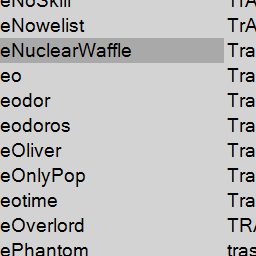 eNoSkill TrA
eNowelist TrA
eNuclearWaffle Tra
eo Tra
eodor Tra
eodoros Tra
eOliver Tra
eOnlyPop Tra
eotime Tra
eOverlord TRA
ePhantom tras